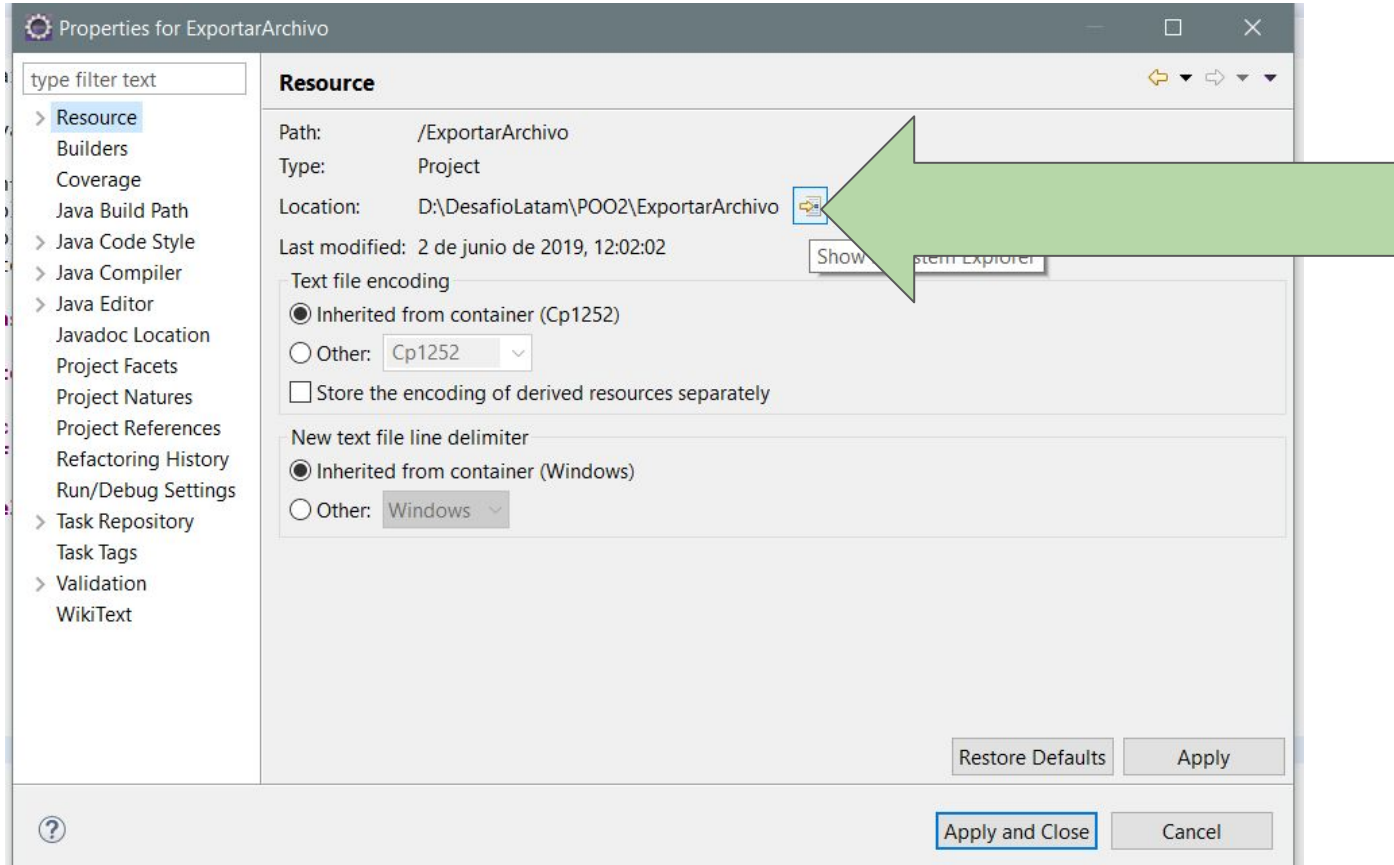 Properties for ExportarArchivo
type filter text
Resource
Builders
Coverage
Java Build Path
Java Code Style
Java Compiler
Java Editor
Javadoc Location
Project Facets
Project Natures
Project References
Refactoring History
Run/Debug Settings
Task Repository
Task Tags
Validation
WikiText
Resource
Path: /ExportarArchivo
Type: Project
Location: D:\DesafioLatam\POO2\ExportarArchivo
Last modified: 2 de junio de 2019, 12:02:02
Show Explorer
Text file encoding
Inherited from container (Cp1252)
Other: Cp1252
Store the encoding of derived resources separately
New text file line delimiter
Inherited from container (Windows)
Other: Windows
Restore Defaults Apply
? Apply and Close Cancel